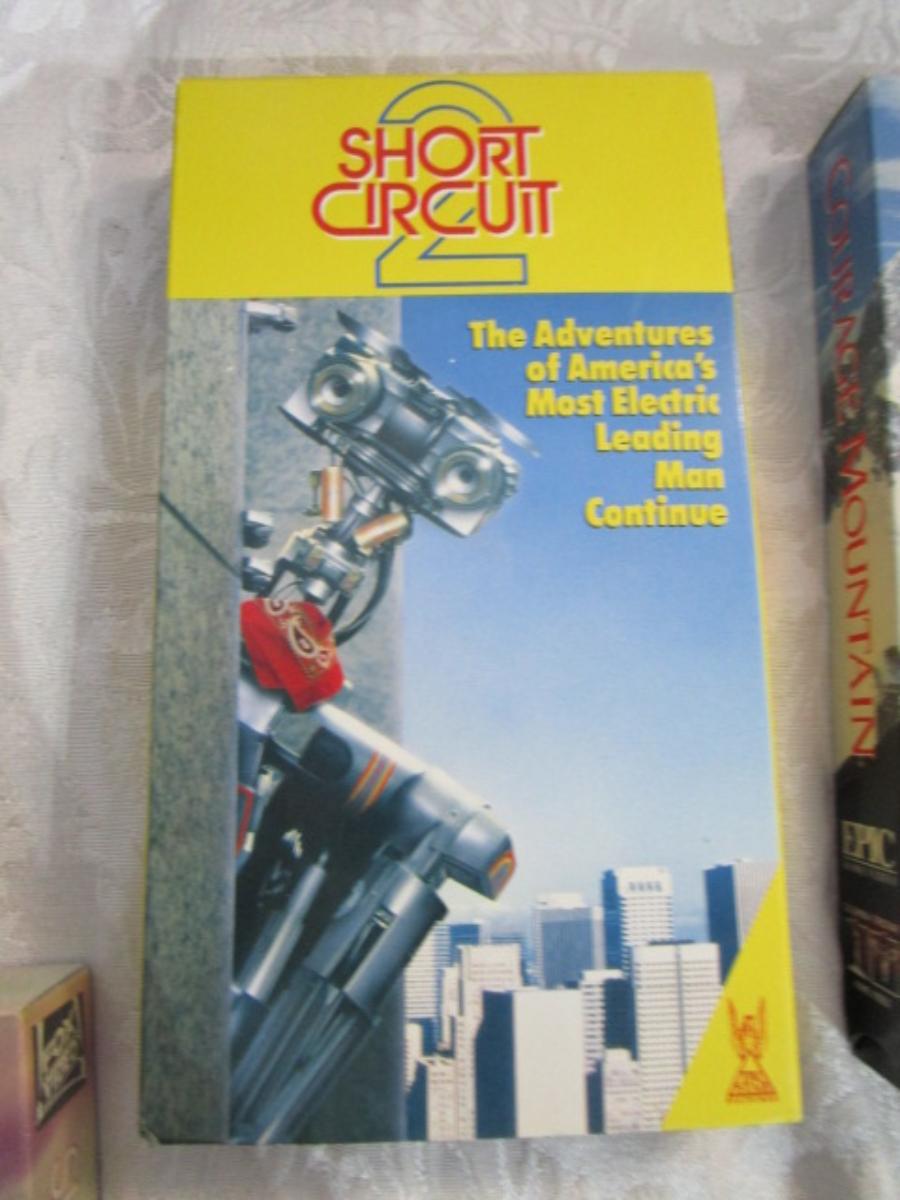 2
SHORT
CIRCUIT
The Adventures
of America's
Most Electric
Leading
Man
Continue
MOUNTAIN
EPIC